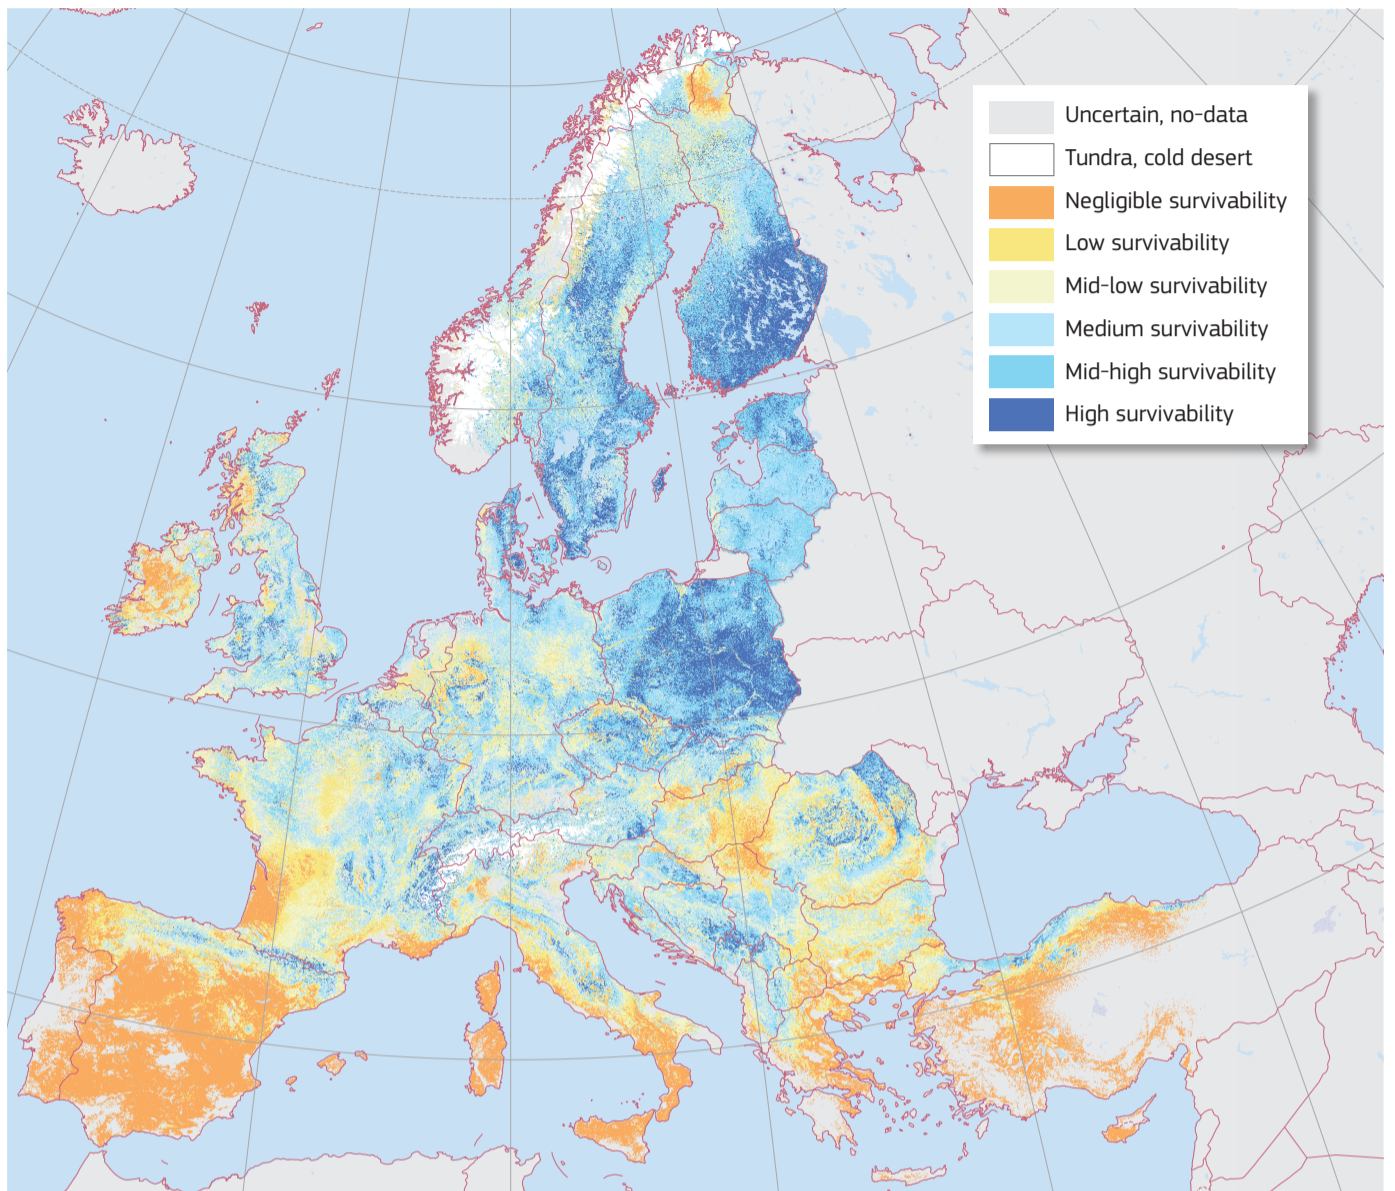 Uncertain, no-data
Tundra, cold desert
Negligible survivability
Low survivability
Mid-low survivability
Medium survivability
Mid-high survivability
High survivability